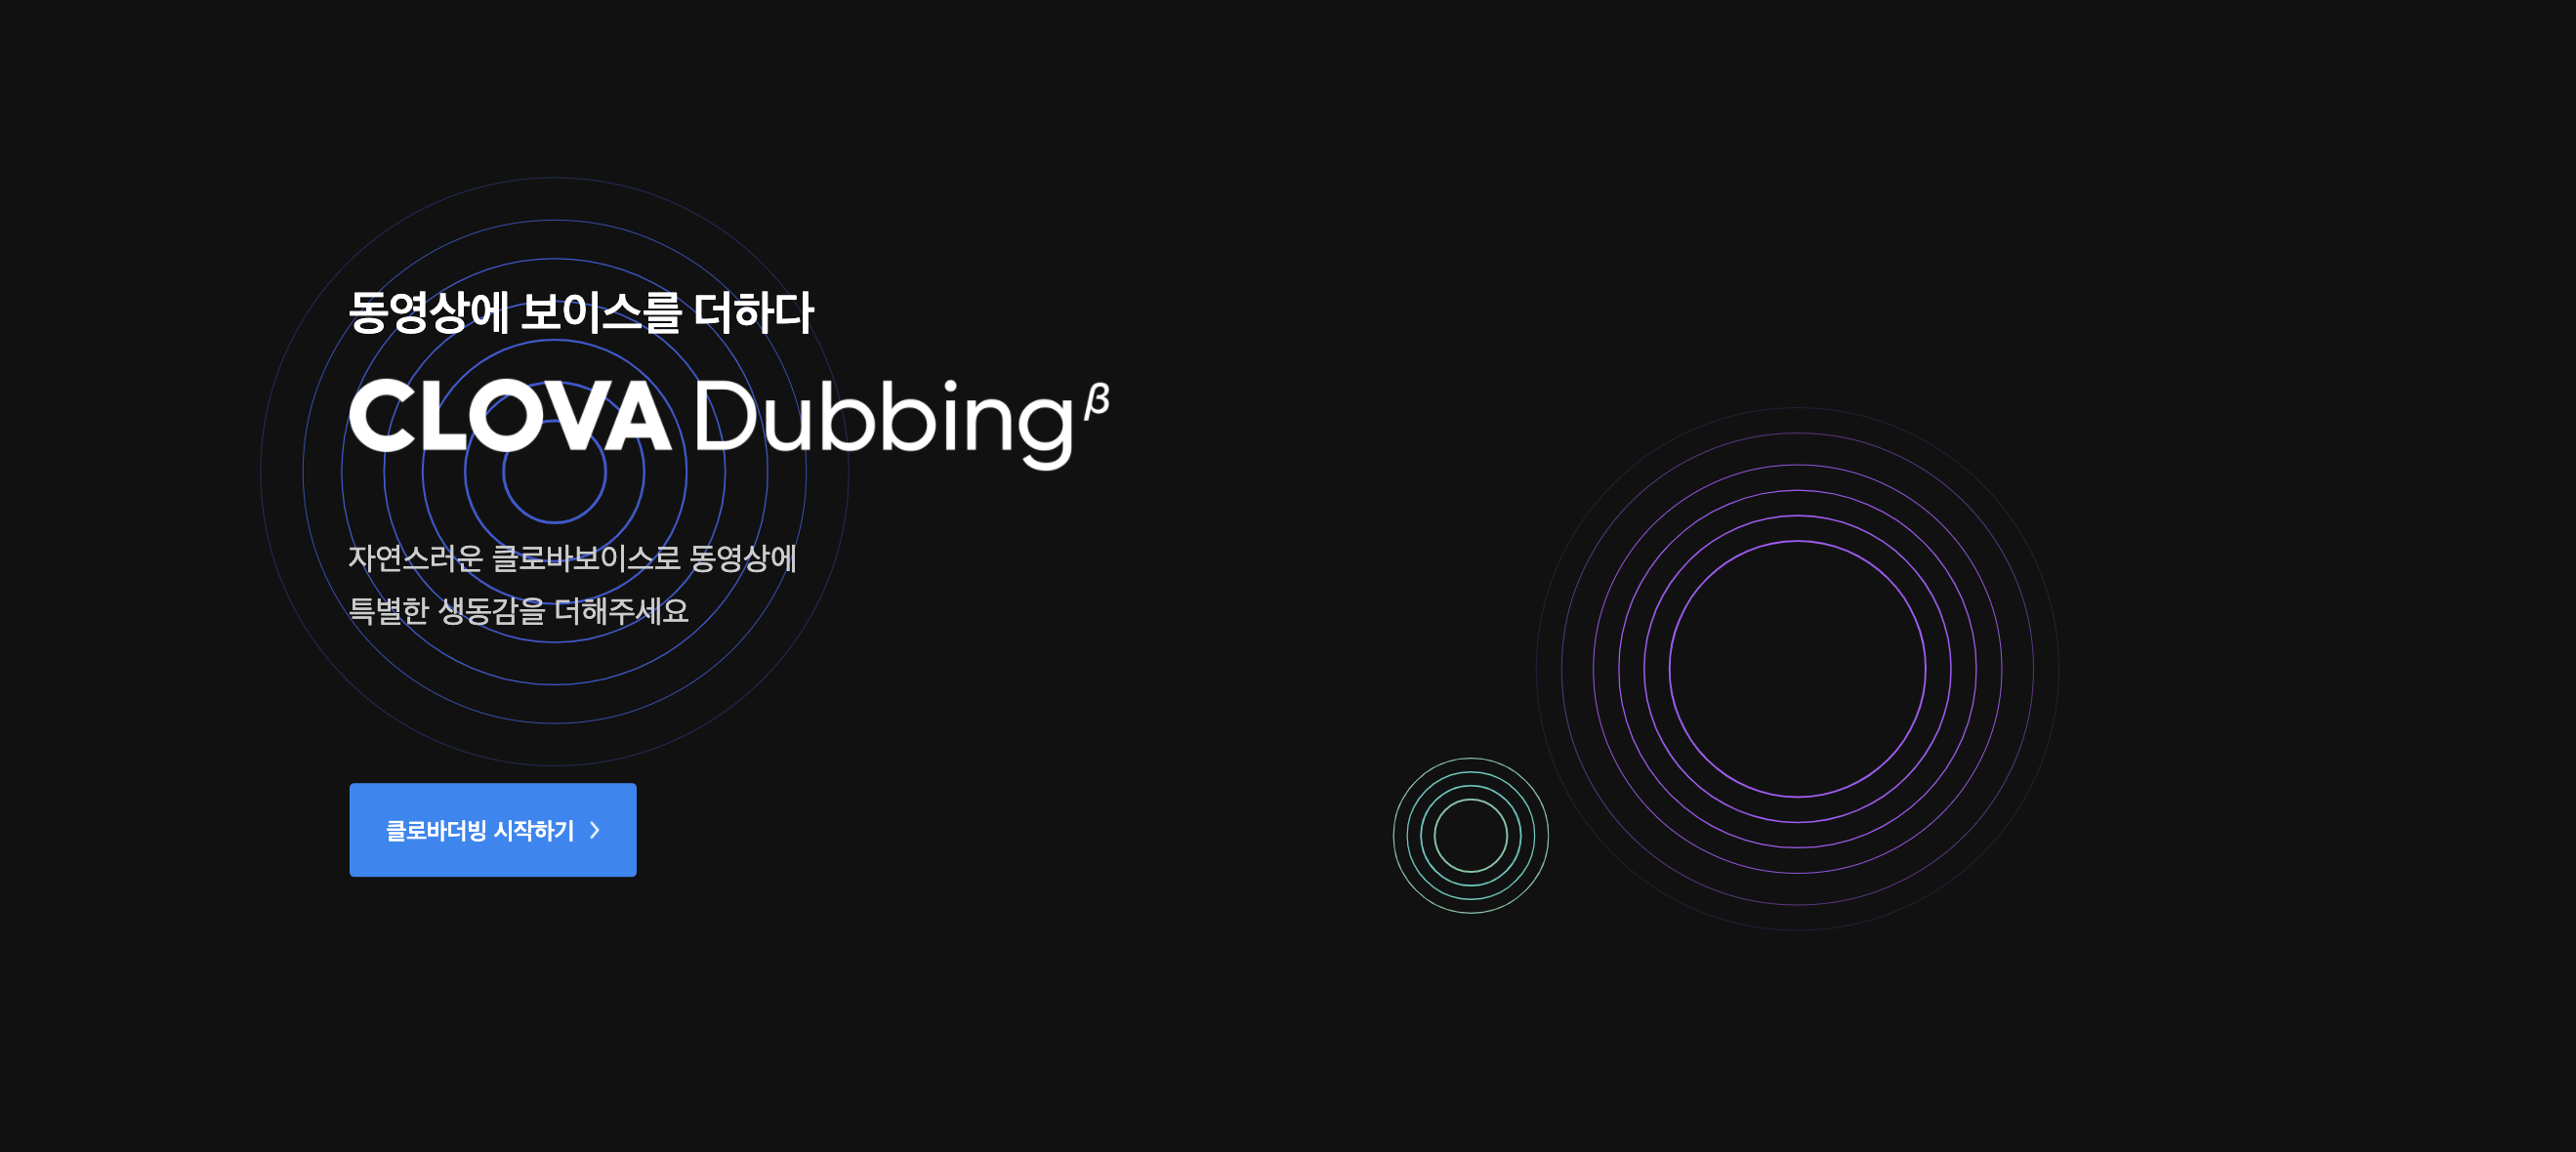 동영상에 보이스를 더하다
CLOVA Dubbing β
자연스러운 클로바보이스로 동영상에
특별한 생동감을 더해주세요
클로바더빙 시작하기